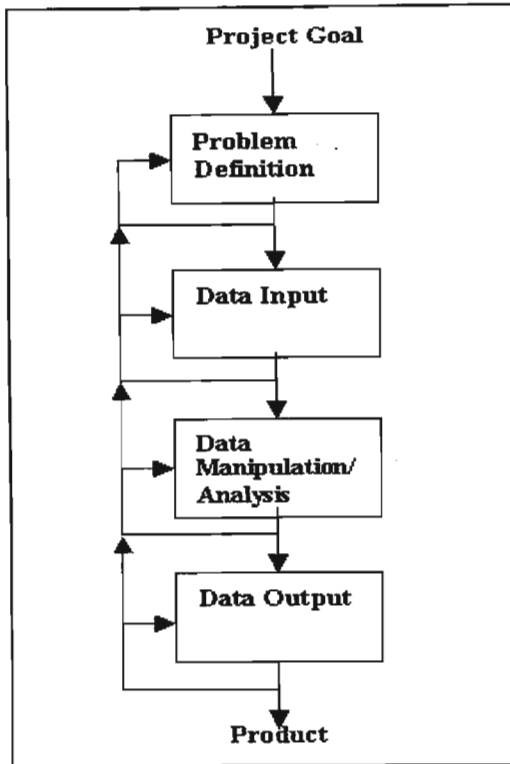 Project Goal
Problem
Definition
Data Input
Data
Manipulation/
Analysis
Data Output
Product